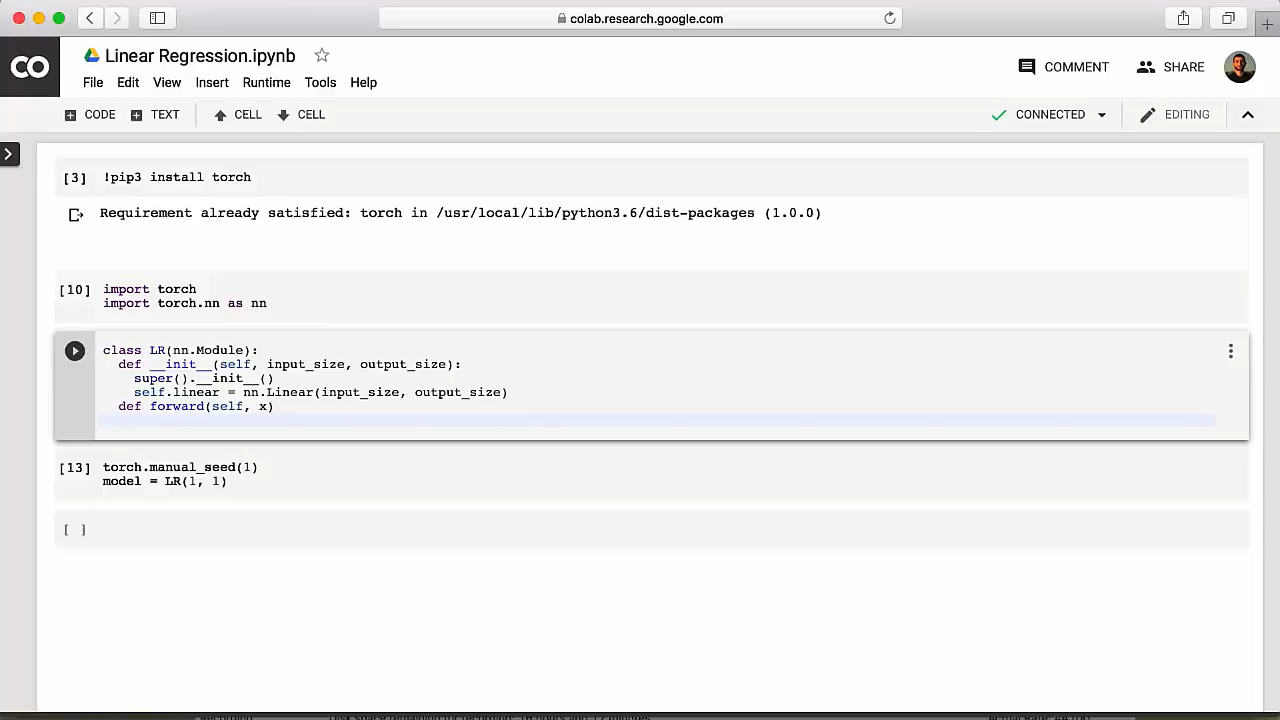 colab.research.google.com
CO
Linear Regression.ipynb
File Edit View Insert Runtime Tools Help
COMMENT
SHARE
CODE
TEXT
CELL
CELL
CONNECTED
EDITING
[3] !pip3 install torch
Requirement already satisfied: torch in /usr/local/lib/python3.6/dist-packages (1.0.0)
[10] import torch
import torch.nn as nn
class LR(nn.Module):
def __init__(self, input_size, output_size):
super().__init__()
self.linear = nn.Linear(input_size, output_size)
def forward(self, x)
[13] torch.manual_seed(1)
model = LR(1, 1)
[ ]